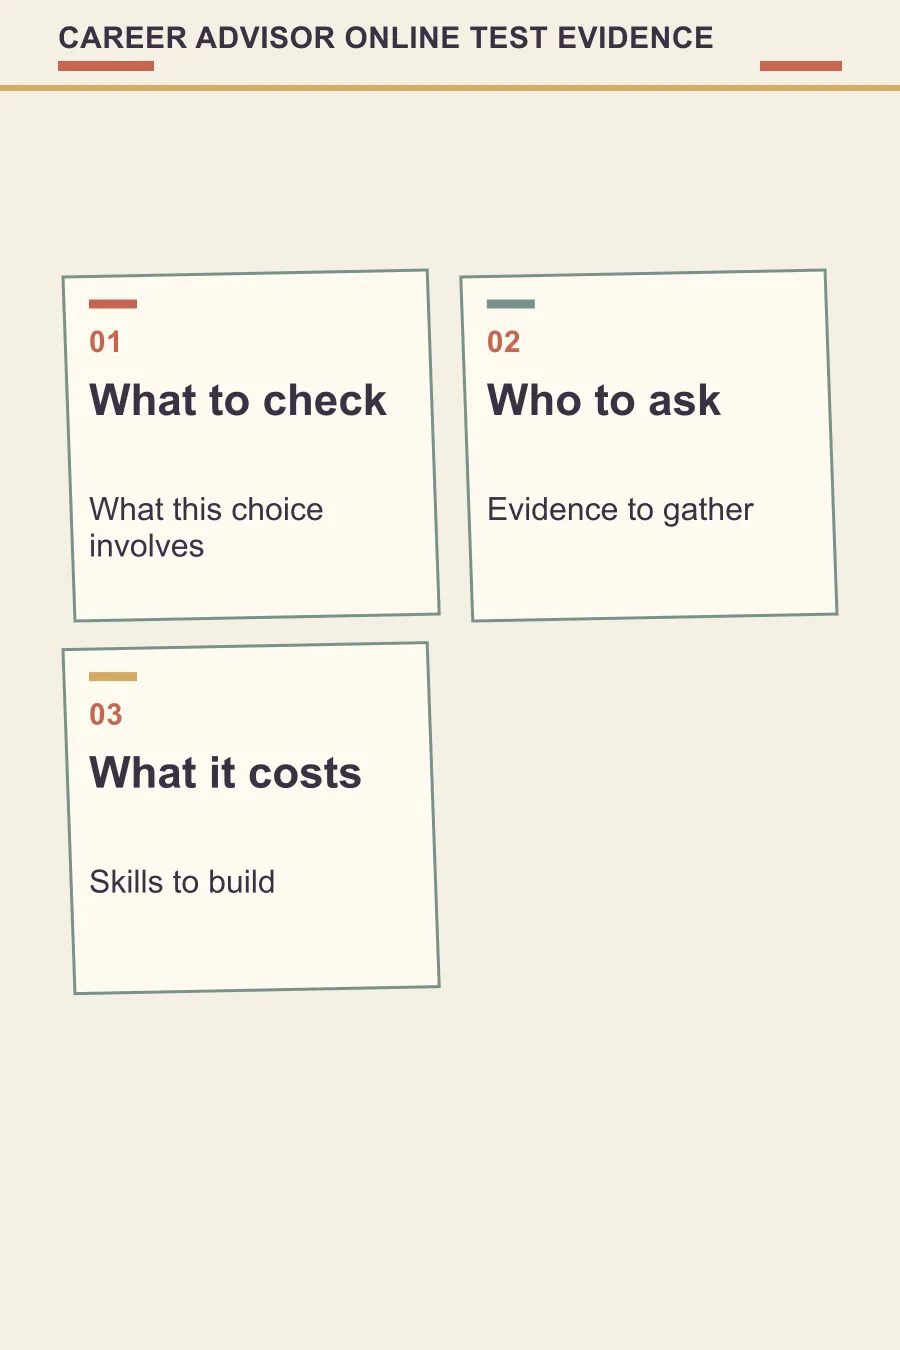 CAREER ADVISOR ONLINE TEST EVIDENCE
01
What to check
What this choice
involves
02
Who to ask
Evidence to gather
03
What it costs
Skills to build